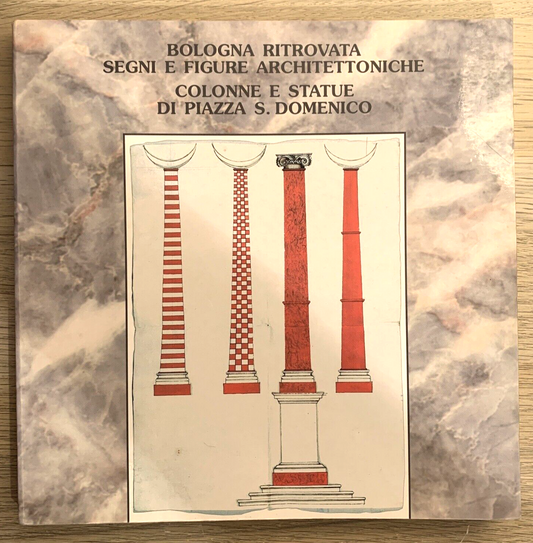 BOLOGNA RITROVATA
SEGNI E FIGURE ARCHITETTONICHE
COLONNE E STATUE
DI PIAZZA S. DOMENICO